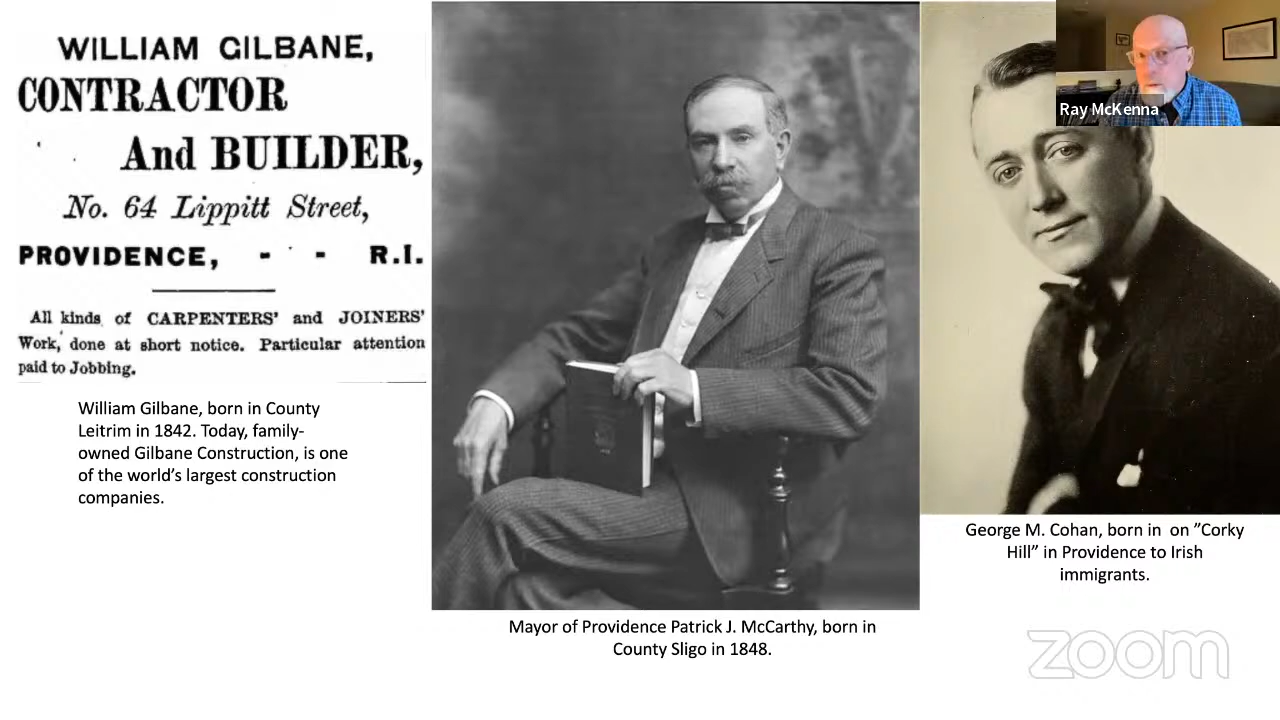 WILLIAM GILBANE,
CONTRACTOR
And BUILDER,
No. 64 Lippitt Street,
PROVIDENCE, - - R.I.
All kinds of CARPENTERS' and JOINERS'
Work, done at short notice. Particular attention
paid to Jobbing.
William Gilbane, born in County
Leitrim in 1842. Today, family-
owned Gilbane Construction, is one
of the world's largest construction
companies.
Mayor of Providence Patrick J. McCarthy, born in
County Sligo in 1848.
Ray McKenna
George M. Cohan, born in on "Corky
Hill" in Providence to Irish
immigrants.
zoom